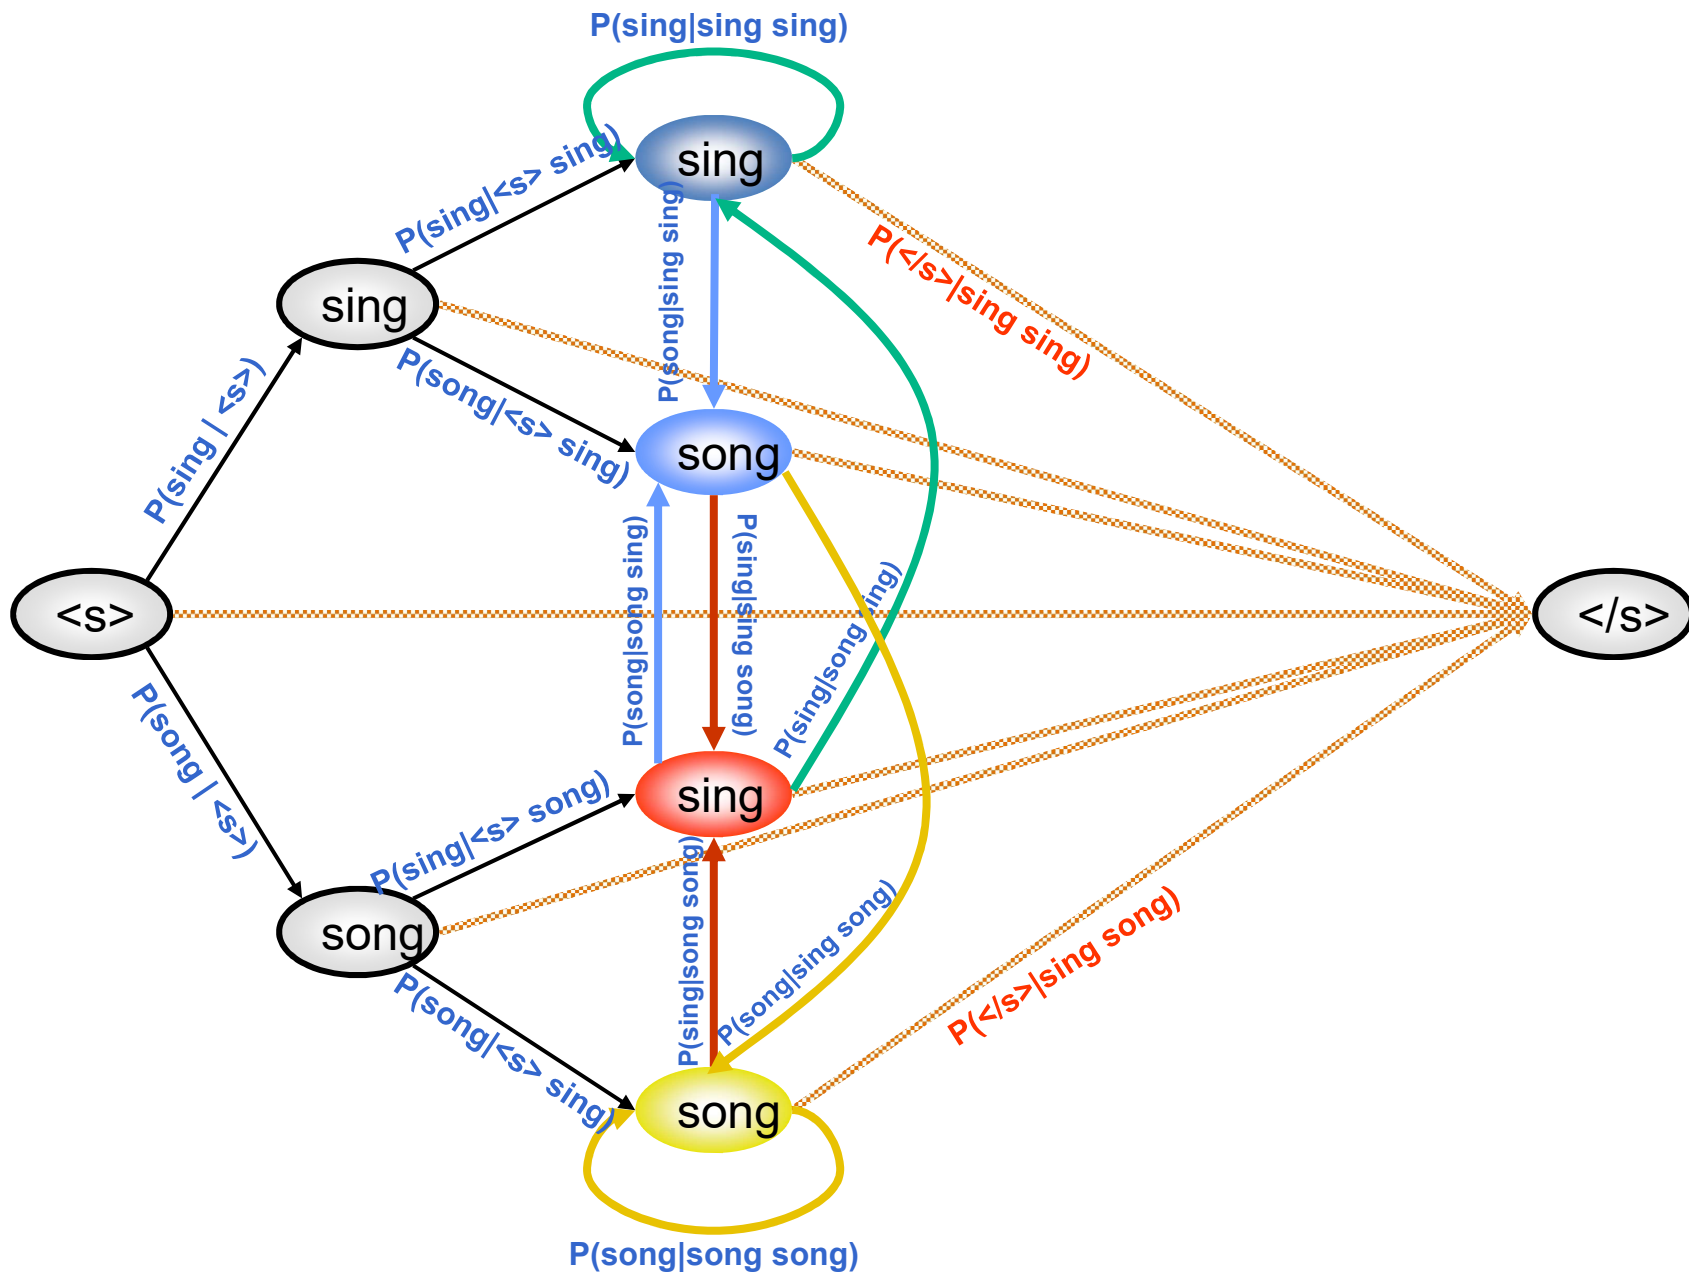 P(sing|sing sing)
sing
P(sing|<s> sing)
P(song|sing sing)
P(</s>|sing sing)
sing
P(song|<s> sing)
song
P(sing | <s>)
P(song|song sing)
P(sing|sing song)
P(sing|song sing)
<s>
</s>
P(song | <s>)
P(sing|<s> song)
sing
P(sing|song song)
P(song|sing song)
P(</s>|sing song)
song
P(song|<s> sing)
song
P(song|song song)